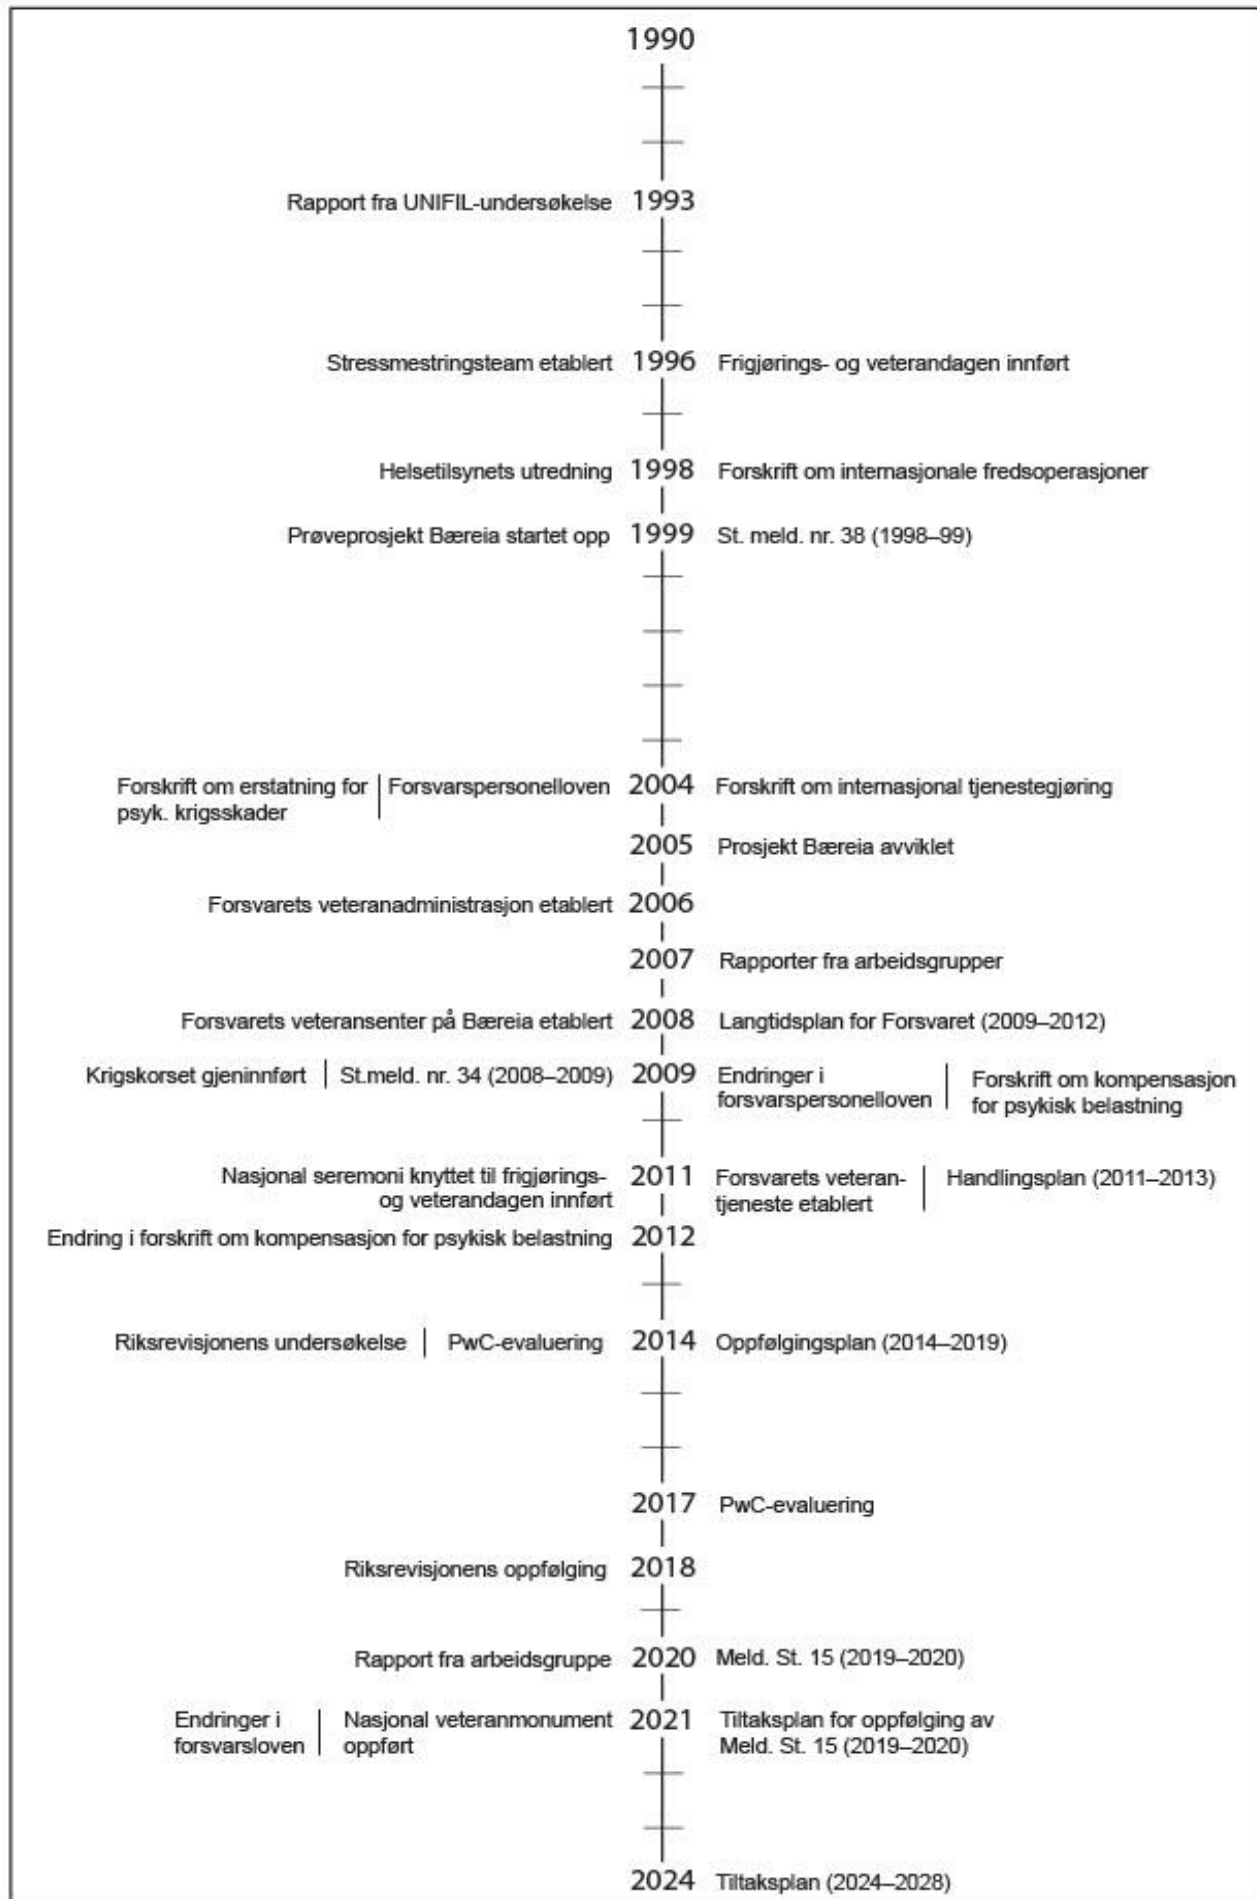 1990
Rapport fra UNIFIL-undersøkelse 1993
Stressmestringsteam etablert 1996 Frigjørings- og veterandagen innført
Helsetilsynets utredning 1998 Forskrift om internasjonale fredsoperasjoner
Prøveprosjekt Bæreia startet opp 1999 St. meld. nr. 38 (1998–99)
Forskrift om erstatning for
psyk. krigsskader
Forsvarspersonelloven 2004 Forskrift om internasjonal tjenestegjøring
2005 Prosjekt Bæreia avviklet
Forsvarets veteranadministrasjon etablert 2006
2007 Rapporter fra arbeidsgrupper
Forsvarets veteransenter på Bæreia etablert 2008 Langtidsplan for Forsvaret (2009–2012)
Krigskorset gjeninnført St.meld. nr. 34 (2008–2009) 2009
Endringer i
forsvarspersonelloven
Forskrift om kompensasjon
for psykisk belastning
Nasjonal seremoni knyttet til frigjørings-
og veterandagen innført
2011
Forsvarets veteran-
tjeneste etablert
Handlingsplan (2011–2013)
Endring i forskrift om kompensasjon for psykisk belastning 2012
Riksrevisjonens undersøkelse PwC-evaluering 2014 Oppfølgingsplan (2014–2019)
2017 PwC-evaluering
Riksrevisjonens oppfølging 2018
Rapport fra arbeidsgruppe 2020 Meld. St. 15 (2019–2020)
Endringer i
forsvarsloven
Nasjonal veteranmonument
oppført
2021
Tiltaksplan for oppfølging av
Meld. St. 15 (2019–2020)
2024 Tiltaksplan (2024–2028)